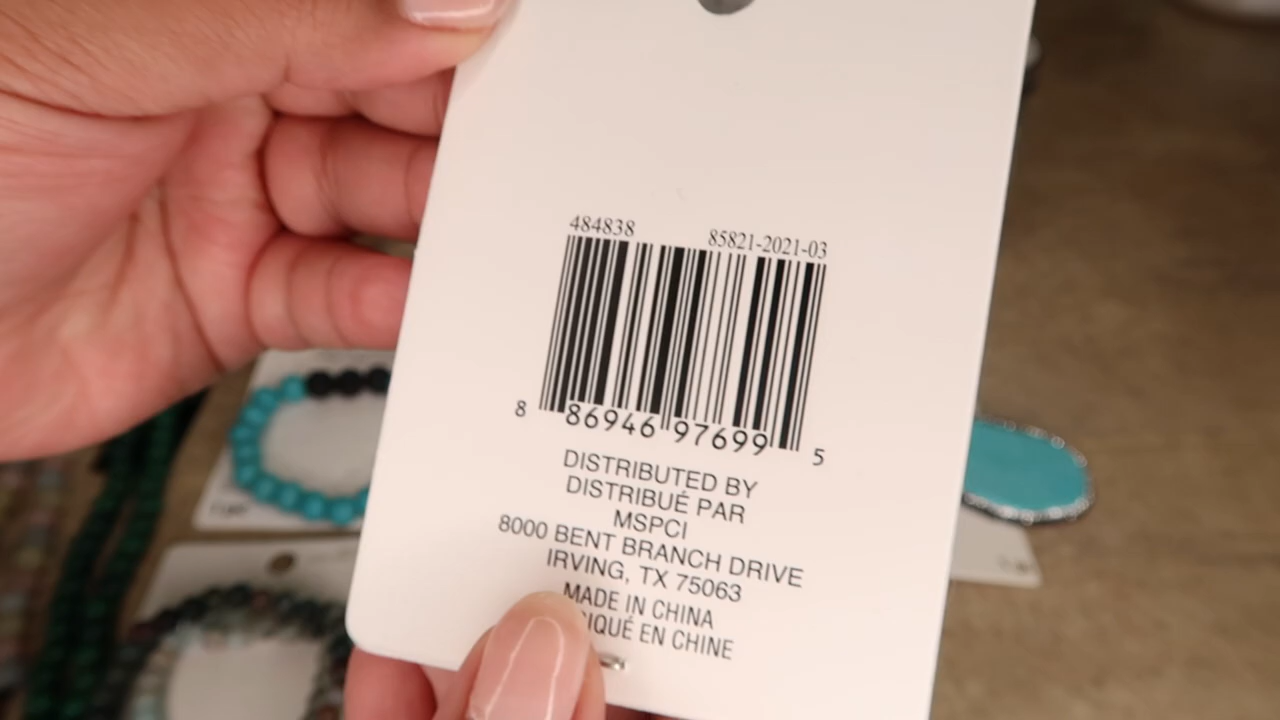 484838 85821-2021-03
8 86946 97699 5
DISTRIBUTED BY
DISTRIBUÉ PAR
MSPCI
8000 BENT BRANCH DRIVE
IRVING, TX 75063
MADE IN CHINA
IQUÉ EN CHINE